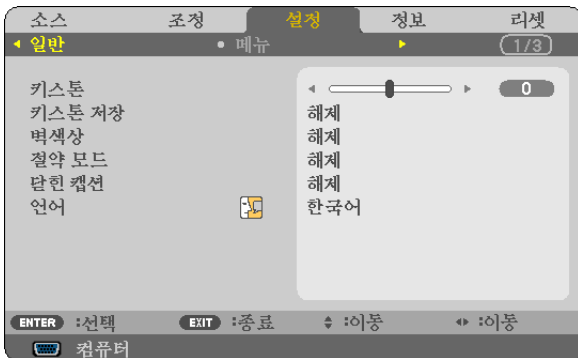 소스 조정 설정 정보 리셋
일반 메뉴 1/3
키스톤 0
키스톤 저장 해제
벽색상 해제
절약 모드 해제
닫힌 캡션 해제
언어 한국어
ENTER :선택 EXIT :종료 :이동 :이동
컴퓨터